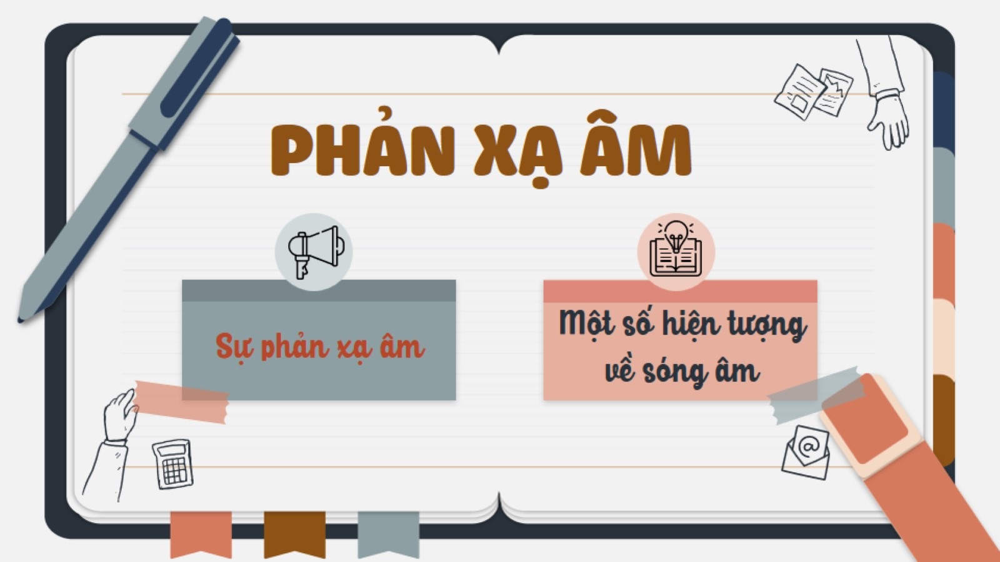 PHẢN XẠ ÂM
Sự phản xạ âm
Một số hiện tượng
về sóng âm
@